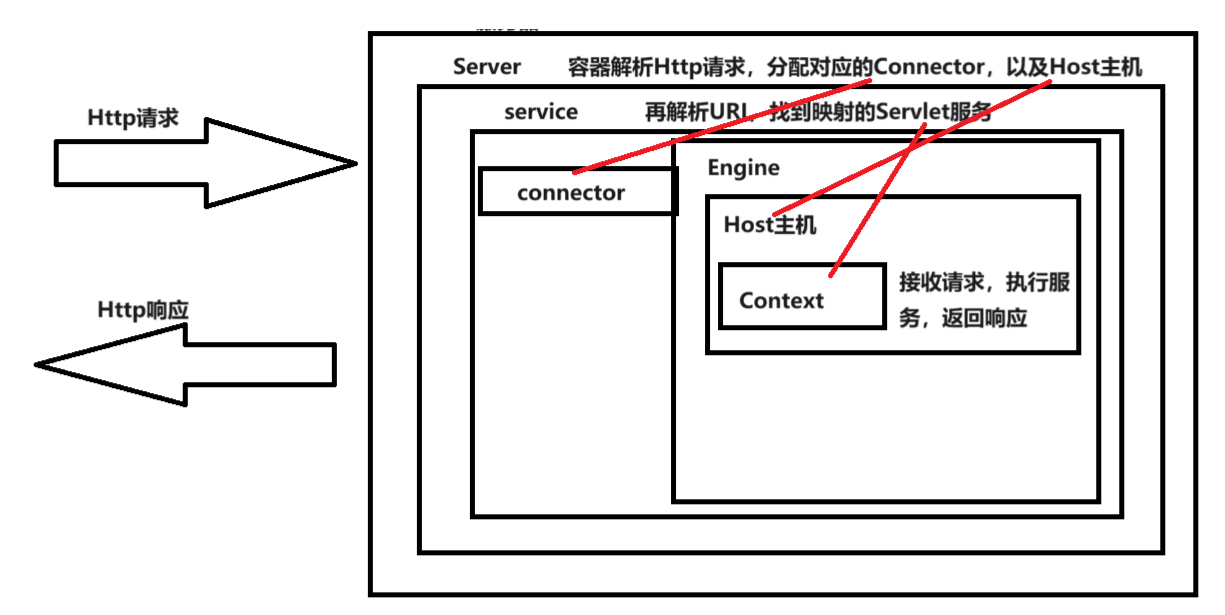 Server 容器解析Http请求，分配对应的Connector，以及Host主机
Http请求
service 再解析URI，找到映射的Servlet服务
Engine
connector
Host主机
Context
接收请求，执行服
务，返回响应
Http响应